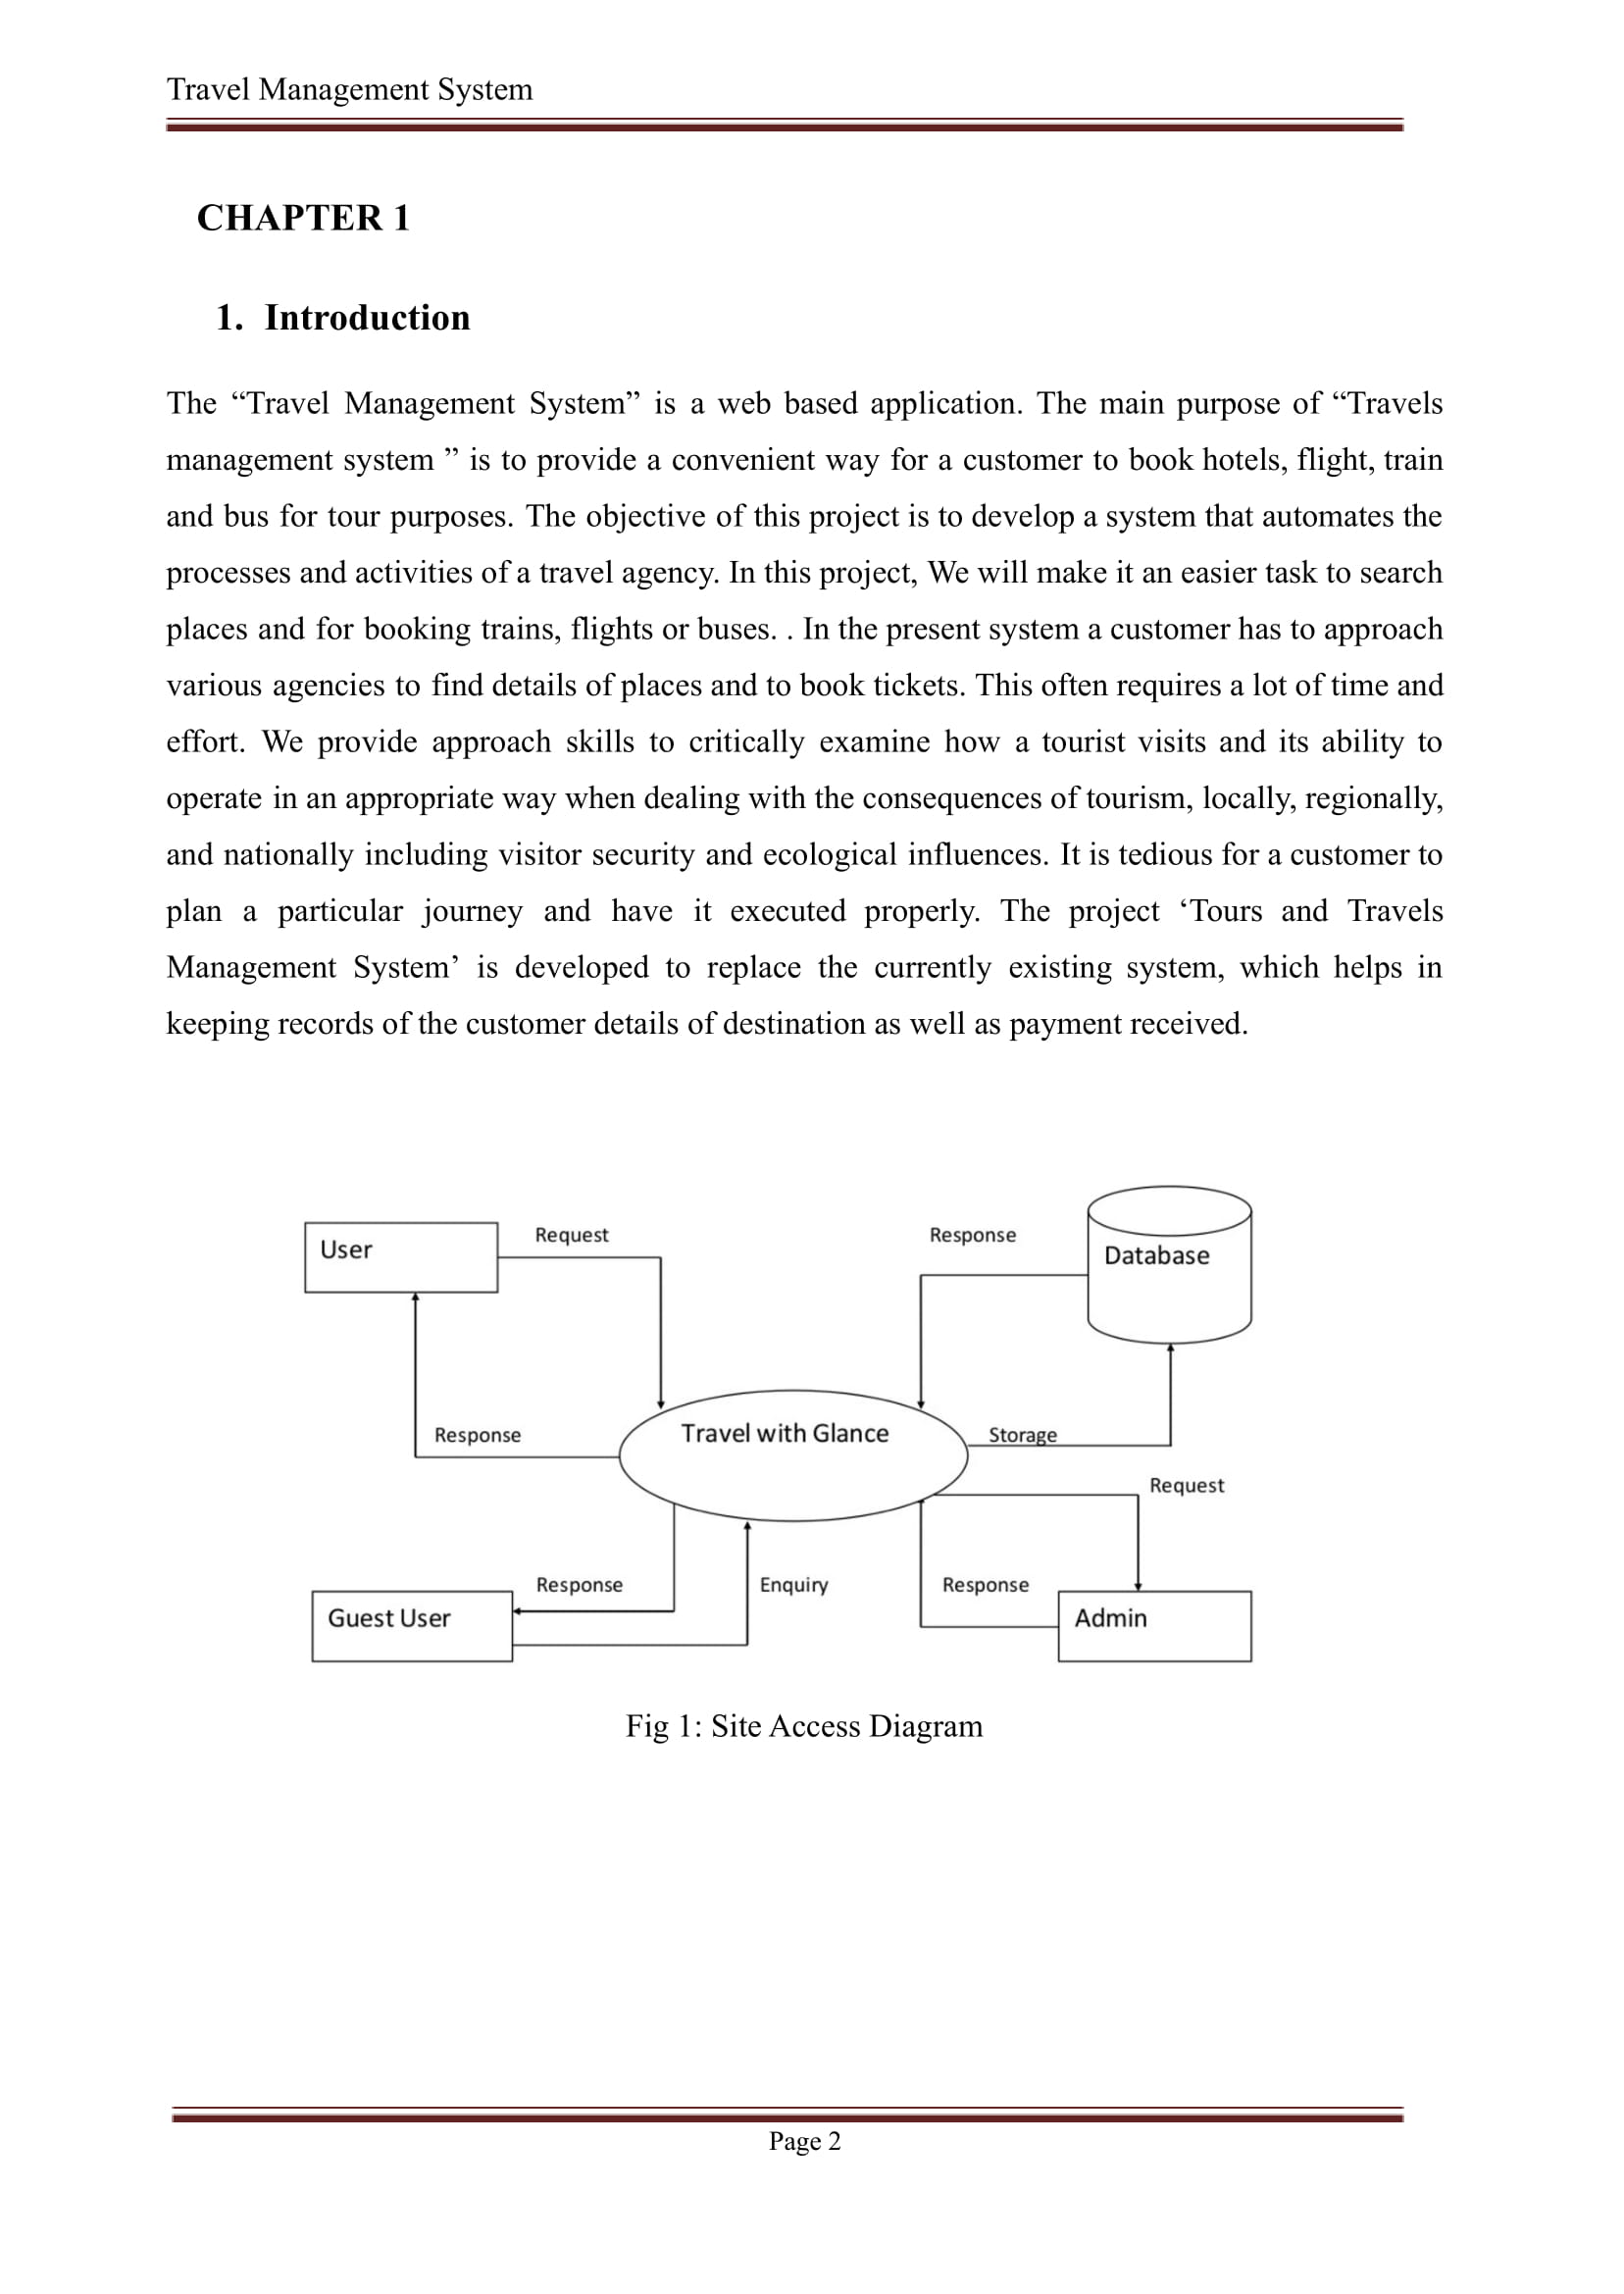 Travel Management System
CHAPTER 1
1. Introduction
The “Travel Management System” is a web based application. The main purpose of “Travels
management system ” is to provide a convenient way for a customer to book hotels, flight, train
and bus for tour purposes. The objective of this project is to develop a system that automates the
processes and activities of a travel agency. In this project, We will make it an easier task to search
places and for booking trains, flights or buses. . In the present system a customer has to approach
various agencies to find details of places and to book tickets. This often requires a lot of time and
effort. We provide approach skills to critically examine how a tourist visits and its ability to
operate in an appropriate way when dealing with the consequences of tourism, locally, regionally,
and nationally including visitor security and ecological influences. It is tedious for a customer to
plan a particular journey and have it executed properly. The project ‘Tours and Travels
Management System’ is developed to replace the currently existing system, which helps in
keeping records of the customer details of destination as well as payment received.
User
Request
Response
Database
Response
Travel with Glance
Storage
Request
Response
Enquiry
Response
Guest User
Admin
Fig 1: Site Access Diagram
Page 2